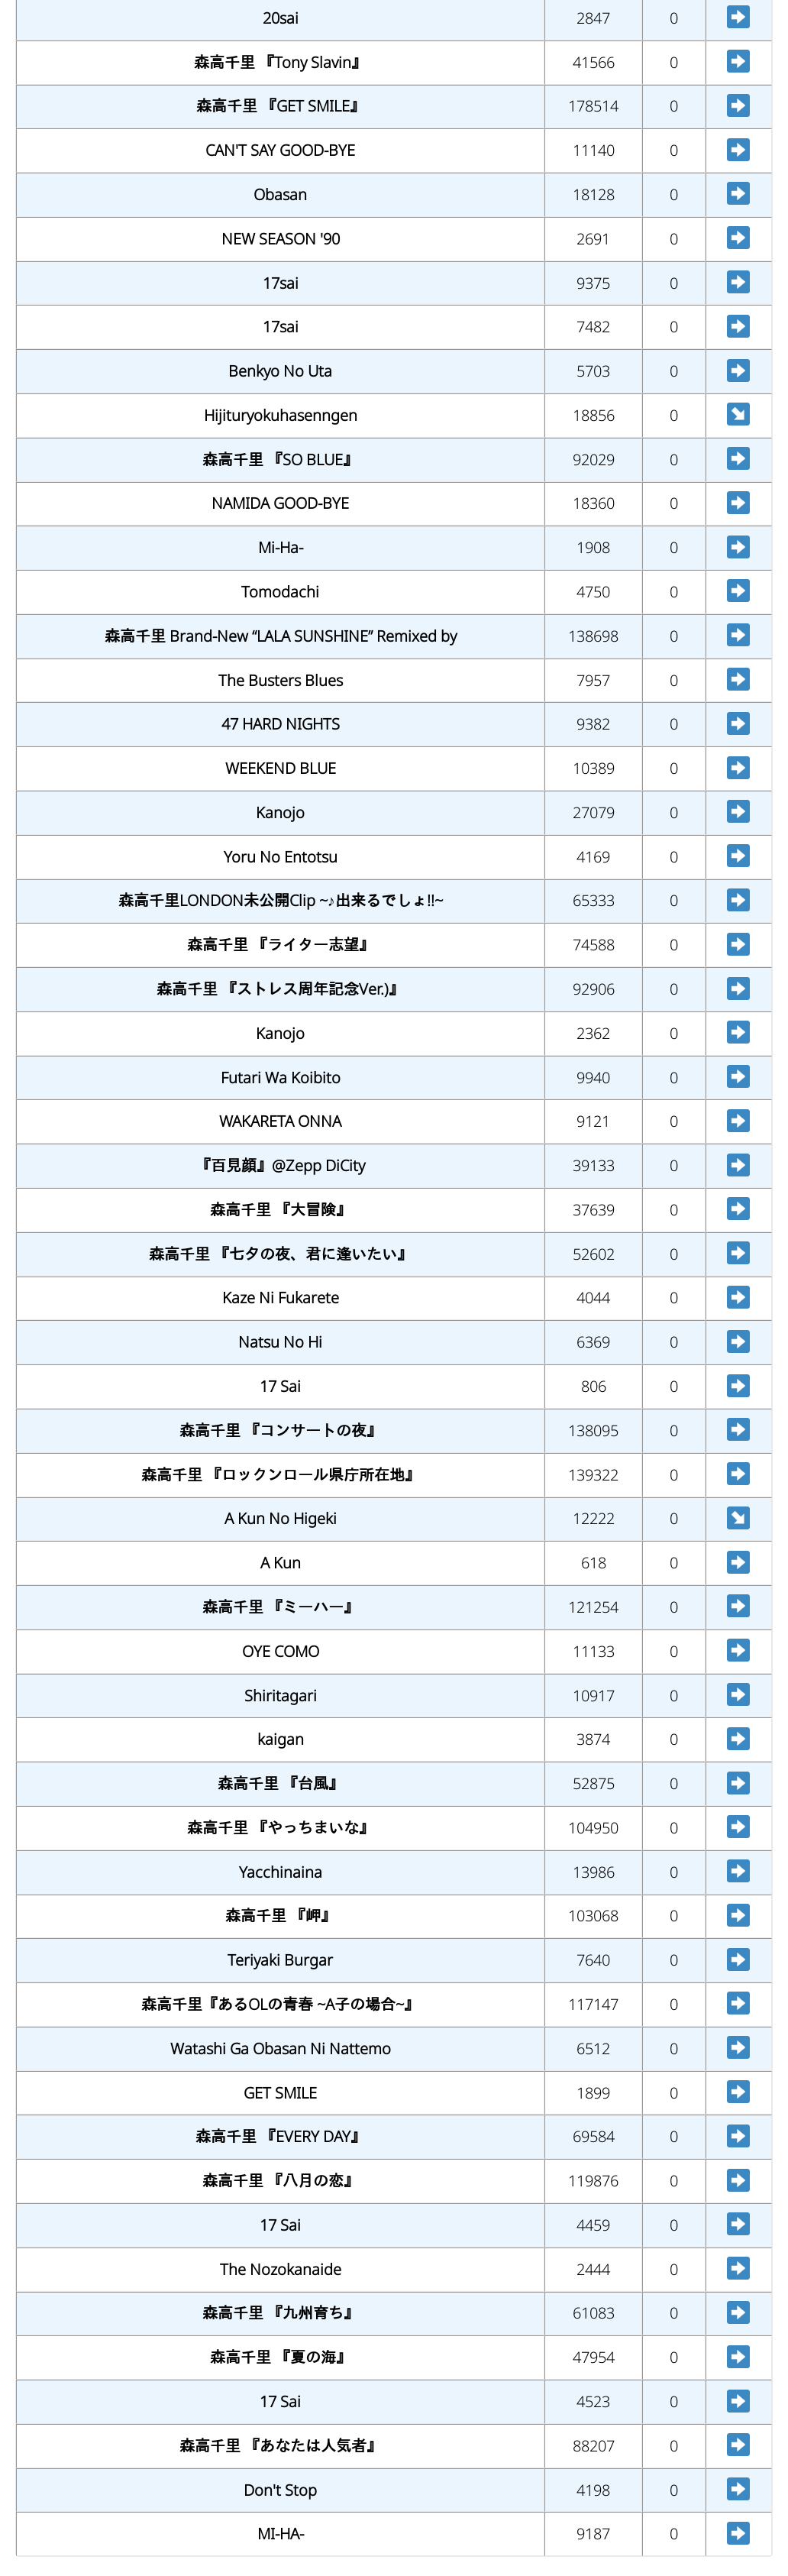 20sai 2847 0
森高千里 『Tony Slavin』 41566 0
森高千里 『GET SMILE』 178514 0
CAN'T SAY GOOD-BYE 11140 0
Obasan 18128 0
NEW SEASON '90 2691 0
17sai 9375 0
17sai 7482 0
Benkyo No Uta 5703 0
Hijituryokuhasenngen 18856 0
森高千里 『SO BLUE』 92029 0
NAMIDA GOOD-BYE 18360 0
Mi-Ha- 1908 0
Tomodachi 4750 0
森高千里 Brand-New “LALA SUNSHINE” Remixed by 138698 0
The Busters Blues 7957 0
47 HARD NIGHTS 9382 0
WEEKEND BLUE 10389 0
Kanojo 27079 0
Yoru No Entotsu 4169 0
森高千里LONDON未公開Clip ~♪出来るでしょ!!~ 65333 0
森高千里 『ライター志望』 74588 0
森高千里 『ストレス周年記念Ver.)』 92906 0
Kanojo 2362 0
Futari Wa Koibito 9940 0
WAKARETA ONNA 9121 0
『百見顔』@Zepp DiCity 39133 0
森高千里 『大冒険』 37639 0
森高千里 『七夕の夜、君に逢いたい』 52602 0
Kaze Ni Fukarete 4044 0
Natsu No Hi 6369 0
17 Sai 806 0
森高千里 『コンサートの夜』 138095 0
森高千里 『ロックンロール県庁所在地』 139322 0
A Kun No Higeki 12222 0
A Kun 618 0
森高千里 『ミーハー』 121254 0
OYE COMO 11133 0
Shiritagari 10917 0
kaigan 3874 0
森高千里 『台風』 52875 0
森高千里 『やっちまいな』 104950 0
Yacchinaina 13986 0
森高千里 『岬』 103068 0
Teriyaki Burgar 7640 0
森高千里『あるOLの青春 ~A子の場合~』 117147 0
Watashi Ga Obasan Ni Nattemo 6512 0
GET SMILE 1899 0
森高千里 『EVERY DAY』 69584 0
森高千里 『八月の恋』 119876 0
17 Sai 4459 0
The Nozokanaide 2444 0
森高千里 『九州育ち』 61083 0
森高千里 『夏の海』 47954 0
17 Sai 4523 0
森高千里 『あなたは人気者』 88207 0
Don't Stop 4198 0
MI-HA- 9187 0